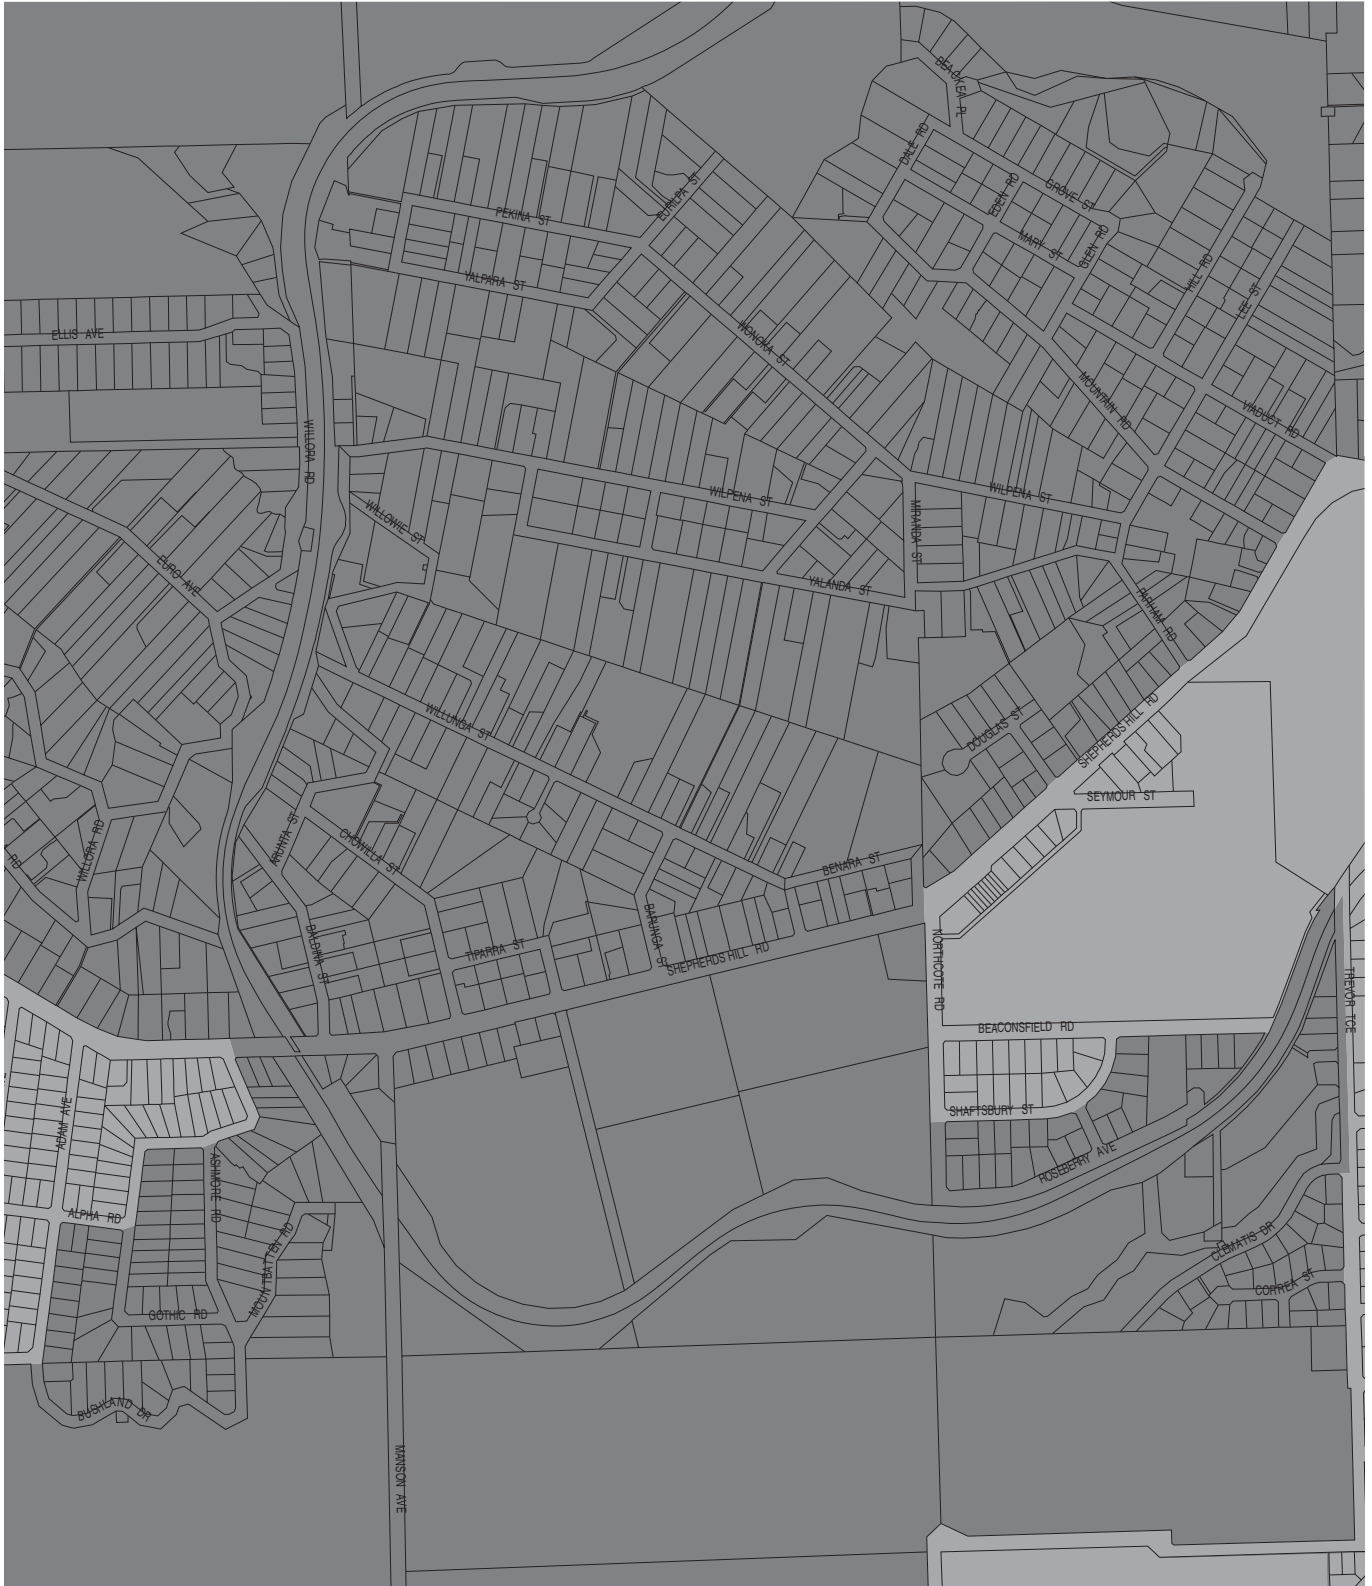 BEACKEA PL
DALE RD
GROVE ST
EDEN RD
EURILPA ST
PEKINA ST
MARY ST
GLEN RD
HILL RD
YALPARA ST
LEE ST
ELLIS AVE
WONOKA ST
MOUNTAIN RD
VIADUCT RD
WILLORA RD
WILPENA ST
WILPENA ST
WILLOWIE ST
MIRANDA ST
EURO AVE
YALANDA ST
PARHAM RD
WILLUNGA ST
DOUGLAS ST
SHEPHERDS HILL RD
SEYMOUR ST
ARUNTA ST
CHOWILLA ST
WILLORA RD
RD
BENARA ST
BARUNGA ST
BALDINA ST
TIPARRA ST
SHEPHERDS HILL RD
NORTHCOTE RD
TREVOR TCE
BEACONSFIELD RD
SHAFTSBURY ST
ADAM AVE
ASHMORE RD
ROSEBERRY AVE
ALPHA RD
MOUNTBATTEN RD
CLEMATIS DR
CORREA ST
GOTHIC RD
BUSHLAND DR
MANSON AVE